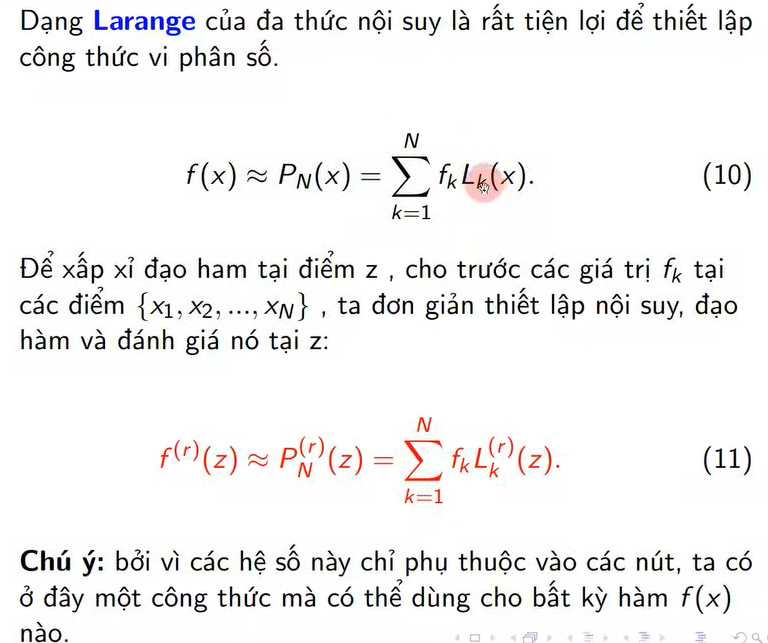 Dạng Larange của đa thức nội suy là rất tiện lợi để thiết lập
công thức vi phân số.
f(x) ≈ P_N(x) = \sum_{k=1}^{N} f_k L_k(x). (10)
Để xấp xỉ đạo ham tại điểm z , cho trước các giá trị f_k tại
các điểm {x_1, x_2, ..., x_N} , ta đơn giản thiết lập nội suy, đạo
hàm và đánh giá nó tại z:
f^{(r)}(z) ≈ P_N^{(r)}(z) = \sum_{k=1}^{N} f_k L_k^{(r)}(z). (11)
Chú ý: bởi vì các hệ số này chỉ phụ thuộc vào các nút, ta có
ở đây một công thức mà có thể dùng cho bất kỳ hàm f(x)
nào.